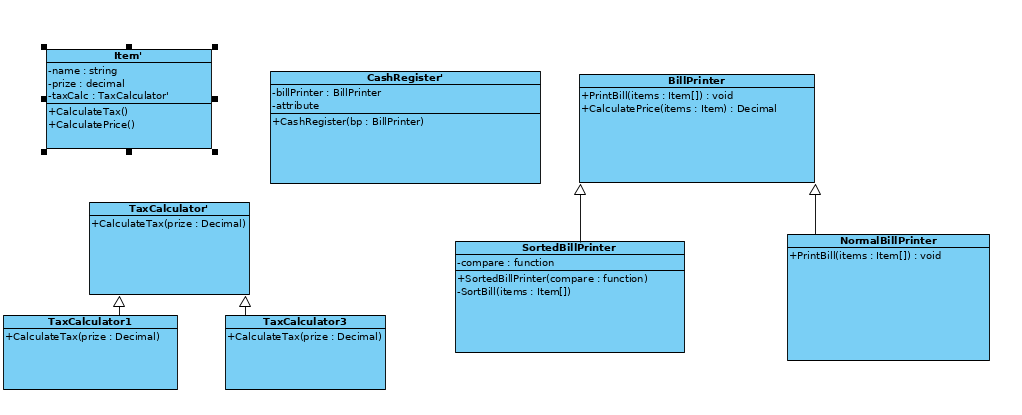 Item'
-name : string
-prize : decimal
-taxCalc : TaxCalculator'
+CalculateTax()
+CalculatePrice()
CashRegister'
-billPrinter : BillPrinter
-attribute
+CashRegister(bp : BillPrinter)
BillPrinter
+PrintBill(items : Item[]) : void
+CalculatePrice(items : Item) : Decimal
TaxCalculator'
+CalculateTax(prize : Decimal)
SortedBillPrinter
-compare : function
+SortedBillPrinter(compare : function)
-SortBill(items : Item[])
NormalBillPrinter
+PrintBill(items : Item[]) : void
TaxCalculator1
+CalculateTax(prize : Decimal)
TaxCalculator3
+CalculateTax(prize : Decimal)